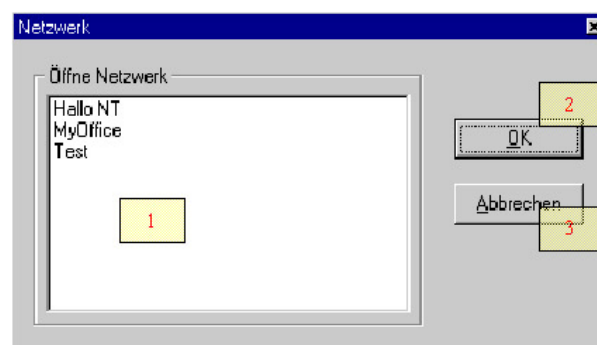 Netzwerk
Öffne Netzwerk
Hallo NT
MyOffice
Test
1
2
OK
Abbrechen
3